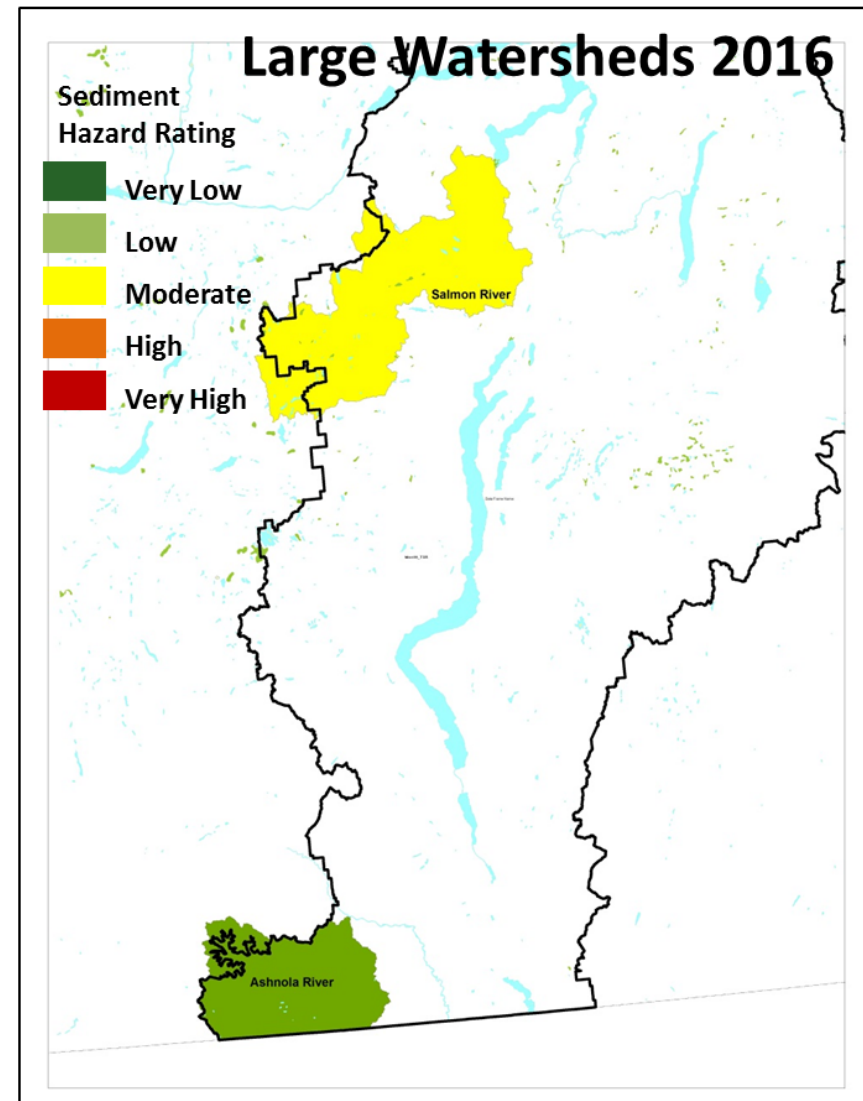 Large Watersheds 2016
Sediment
Hazard Rating
Very Low
Low
Moderate
High
Very High
Salmon River
Ashnola River